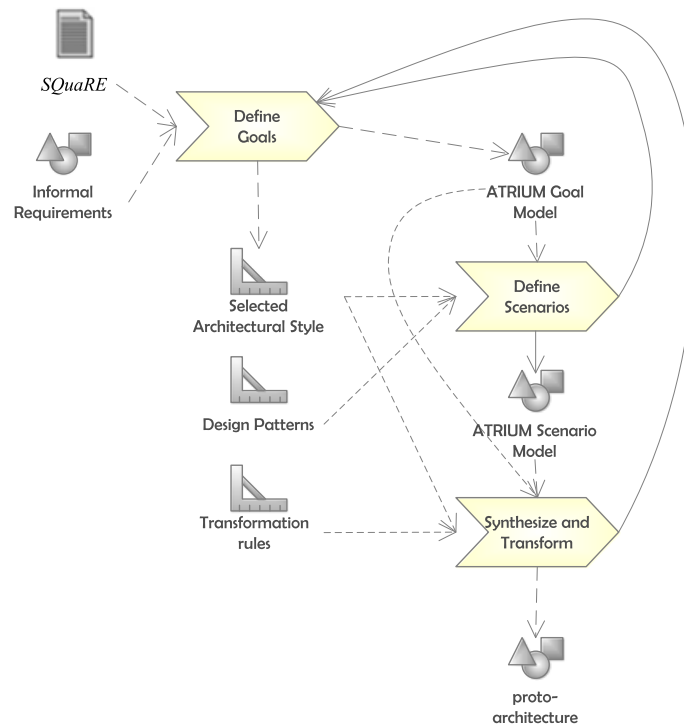 SQuaRE
Define
Goals
Informal
Requirements
ATRIUM Goal
Model
Selected
Architectural Style
Define
Scenarios
Design Patterns
ATRIUM Scenario
Model
Transformation
rules
Synthesize and
Transform
proto-
architecture